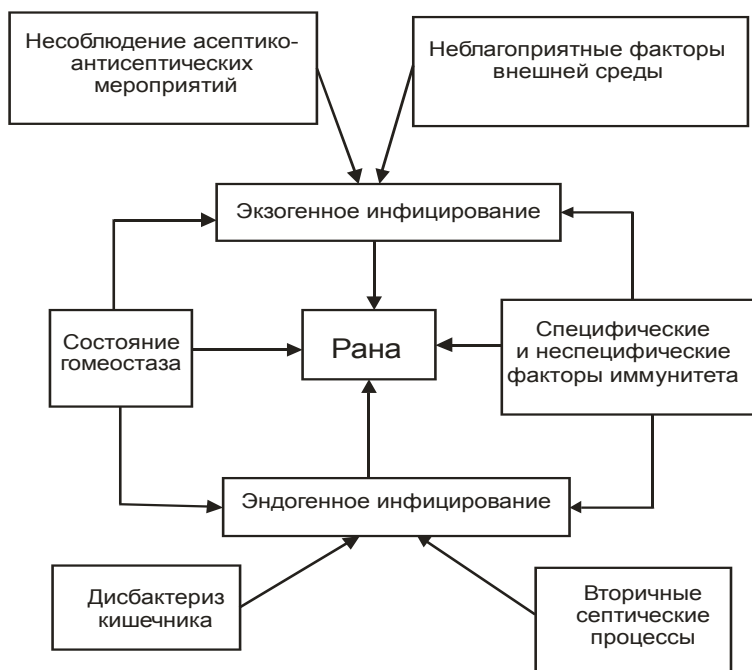 Несоблюдение асептико-
антисептических
мероприятий
Неблагоприятные факторы
внешней среды
Экзогенное инфицирование
Состояние
гомеостаза
Рана
Специфические
и неспецифические
факторы иммунитета
Эндогенное инфицирование
Дисбактериз
кишечника
Вторичные
септические
процессы